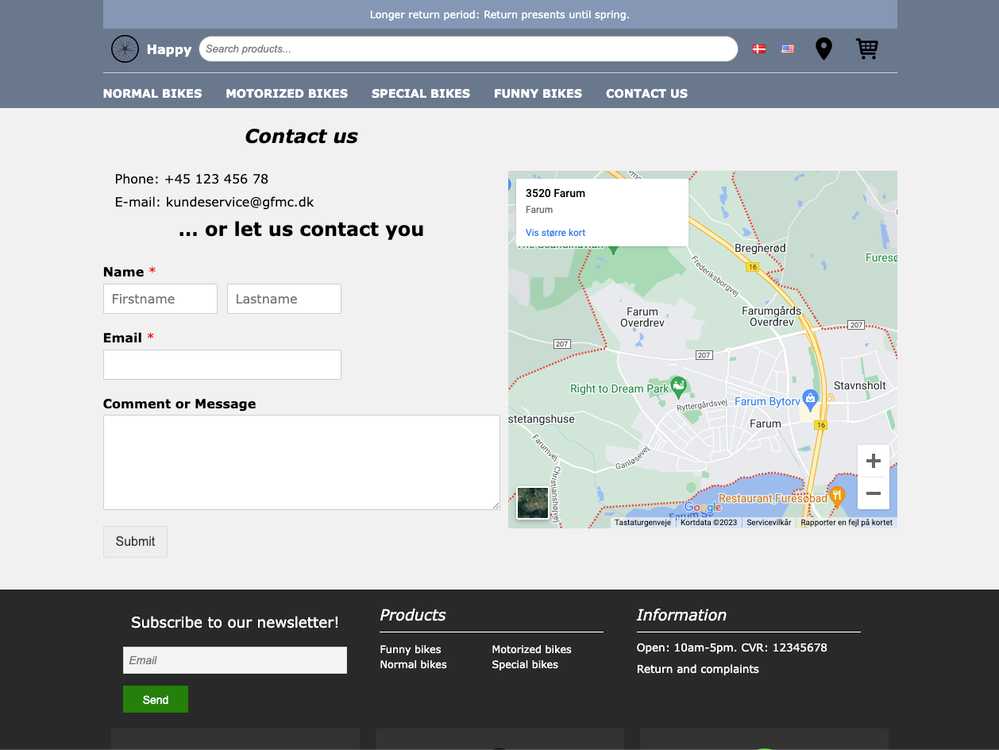 Longer return period: Return presents until spring.
Happy
Search products...
NORMAL BIKES
MOTORIZED BIKES
SPECIAL BIKES
FUNNY BIKES
CONTACT US
Contact us
Phone: +45 123 456 78
E-mail: kundeservice@gfmc.dk
... or let us contact you
Name *
Firstname
Lastname
Email *
Comment or Message
Submit
3520 Farum
Farum
Vis større kort
Bregnerød
16
Frederiksborgvej
Farum
Overdrev
Farumgårds
Overdrev
207
207
207
Right to Dream Park
Ryttergårdsvej
Farum Bytorv
Stavnsholt
stetangshuse
Farum
16
Farumvej
Ganløsevej
Restaurant Furesøbad
Google
Tastaturgenveje
Kortdata ©2023
Servicevilkår
Rapporter en fejl på kortet
Subscribe to our newsletter!
Email
Send
Products
Funny bikes
Motorized bikes
Normal bikes
Special bikes
Information
Open: 10am-5pm. CVR: 12345678
Return and complaints